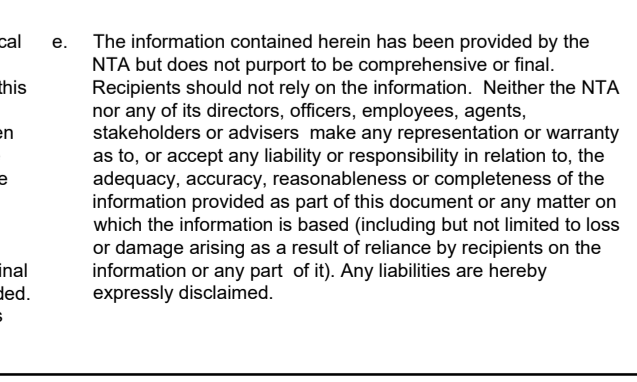 cal
this
en
e
inal
ded.
s
e. The information contained herein has been provided by the
NTA but does not purport to be comprehensive or final.
Recipients should not rely on the information. Neither the NTA
nor any of its directors, officers, employees, agents,
stakeholders or advisers make any representation or warranty
as to, or accept any liability or responsibility in relation to, the
adequacy, accuracy, reasonableness or completeness of the
information provided as part of this document or any matter on
which the information is based (including but not limited to loss
or damage arising as a result of reliance by recipients on the
information or any part of it). Any liabilities are hereby
expressly disclaimed.